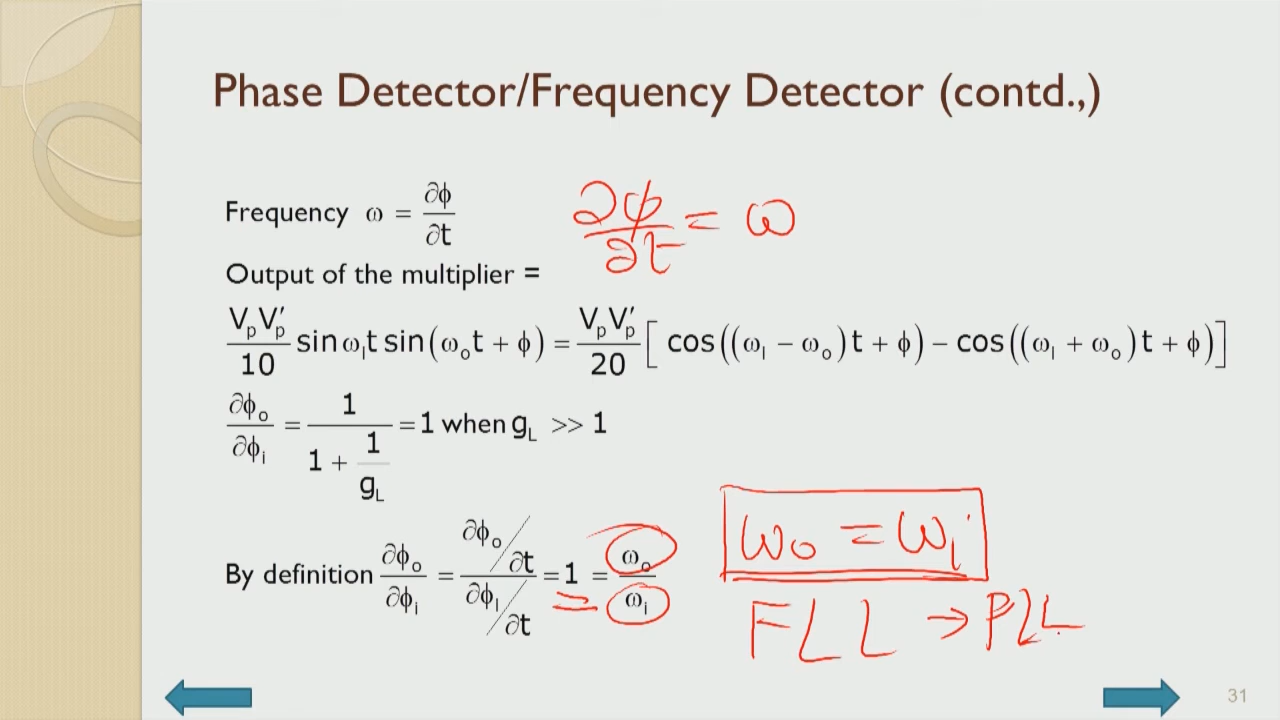 Phase Detector/Frequency Detector (contd.,)
Frequency ω = ∂ϕ/∂t
∂ϕ/∂t = ω
Output of the multiplier =
VpV′p/10 sin ωIt sin(ωot + ϕ) = VpV′p/20 [ cos((ωI − ωo)t + ϕ) − cos((ωI + ωo)t + ϕ)]
∂ϕo/∂ϕi = 1/(1 + 1/gL) = 1 when gL >> 1
By definition ∂ϕo/∂ϕi = (∂ϕo/∂t)/(∂ϕI/∂t) = 1 = ωo/ωi
=
ωo = ωi
FLL → PLL
31